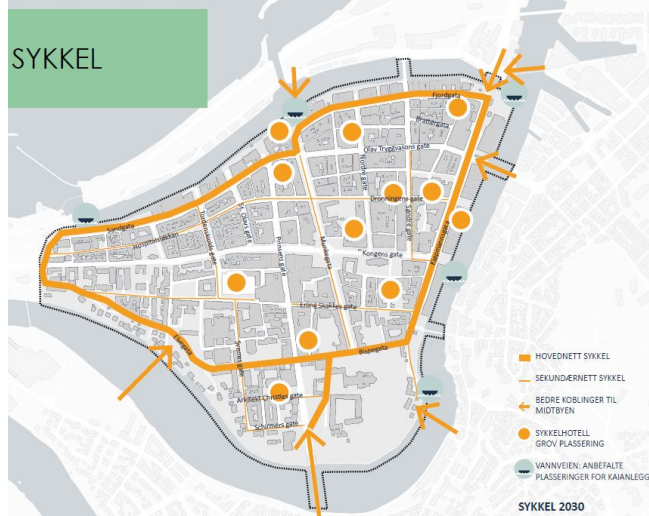 SYKKEL
Fjordgata
Brattørgata
Olav Tryggvasons gate
Nordre gate
Dronningens gate
Søndre gate
Sandgata
Hospitalsløkkan
Tordenskiolds gate
St. Olavs gate
Prinsens gate
Munkegata
Kongens gate
Kjøpmannsgata
Erling Skakkes gate
Elvegata
Bispegata
Arkitekt Christies gate
Schirmers gate
HOVEDNETT SYKKEL
SEKUNDÆRNETT SYKKEL
BEDRE KOBLINGER TIL
MIDTBYEN
SYKKELHOTELL
GROV PLASSERING
VANNVEIEN: ANBEFALTE
PLASSERINGER FOR KAIANLEGG
SYKKEL 2030